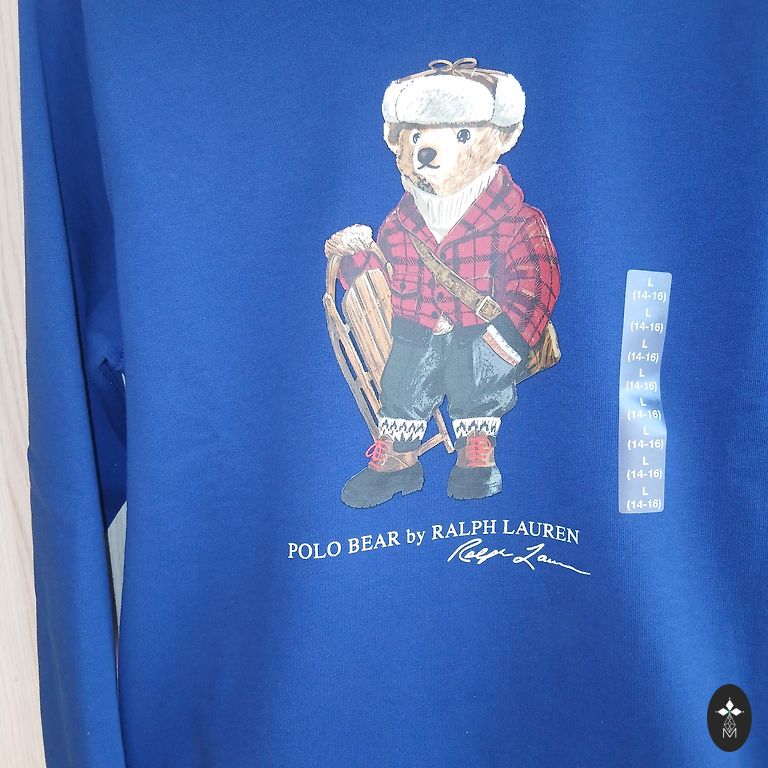 L
(14-16)
L
(14-16)
L
(14-16)
L
(14-16)
L
(14-16)
L
(14-16)
L
(14-16)
L
(14-16)
POLO BEAR by RALPH LAUREN
Ralph Lauren
M